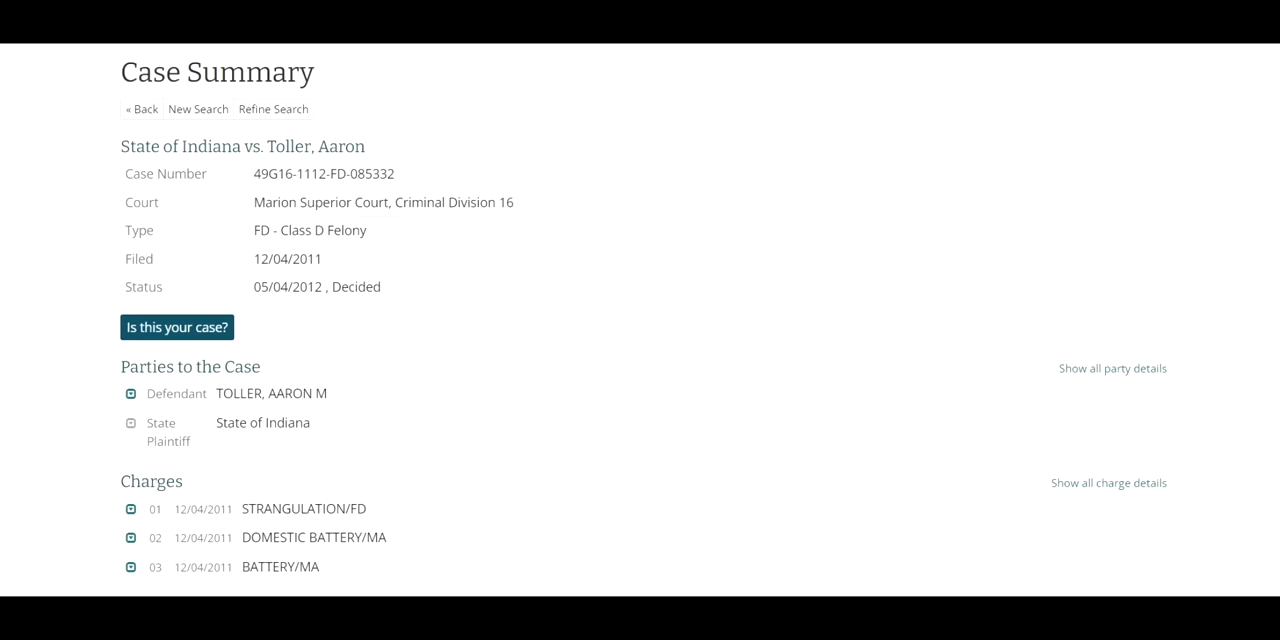 Case Summary
« Back New Search Refine Search
State of Indiana vs. Toller, Aaron
Case Number 49G16-1112-FD-085332
Court Marion Superior Court, Criminal Division 16
Type FD - Class D Felony
Filed 12/04/2011
Status 05/04/2012 , Decided
Is this your case?
Parties to the Case Show all party details
Defendant TOLLER, AARON M
State Plaintiff State of Indiana
Charges Show all charge details
01 12/04/2011 STRANGULATION/FD
02 12/04/2011 DOMESTIC BATTERY/MA
03 12/04/2011 BATTERY/MA